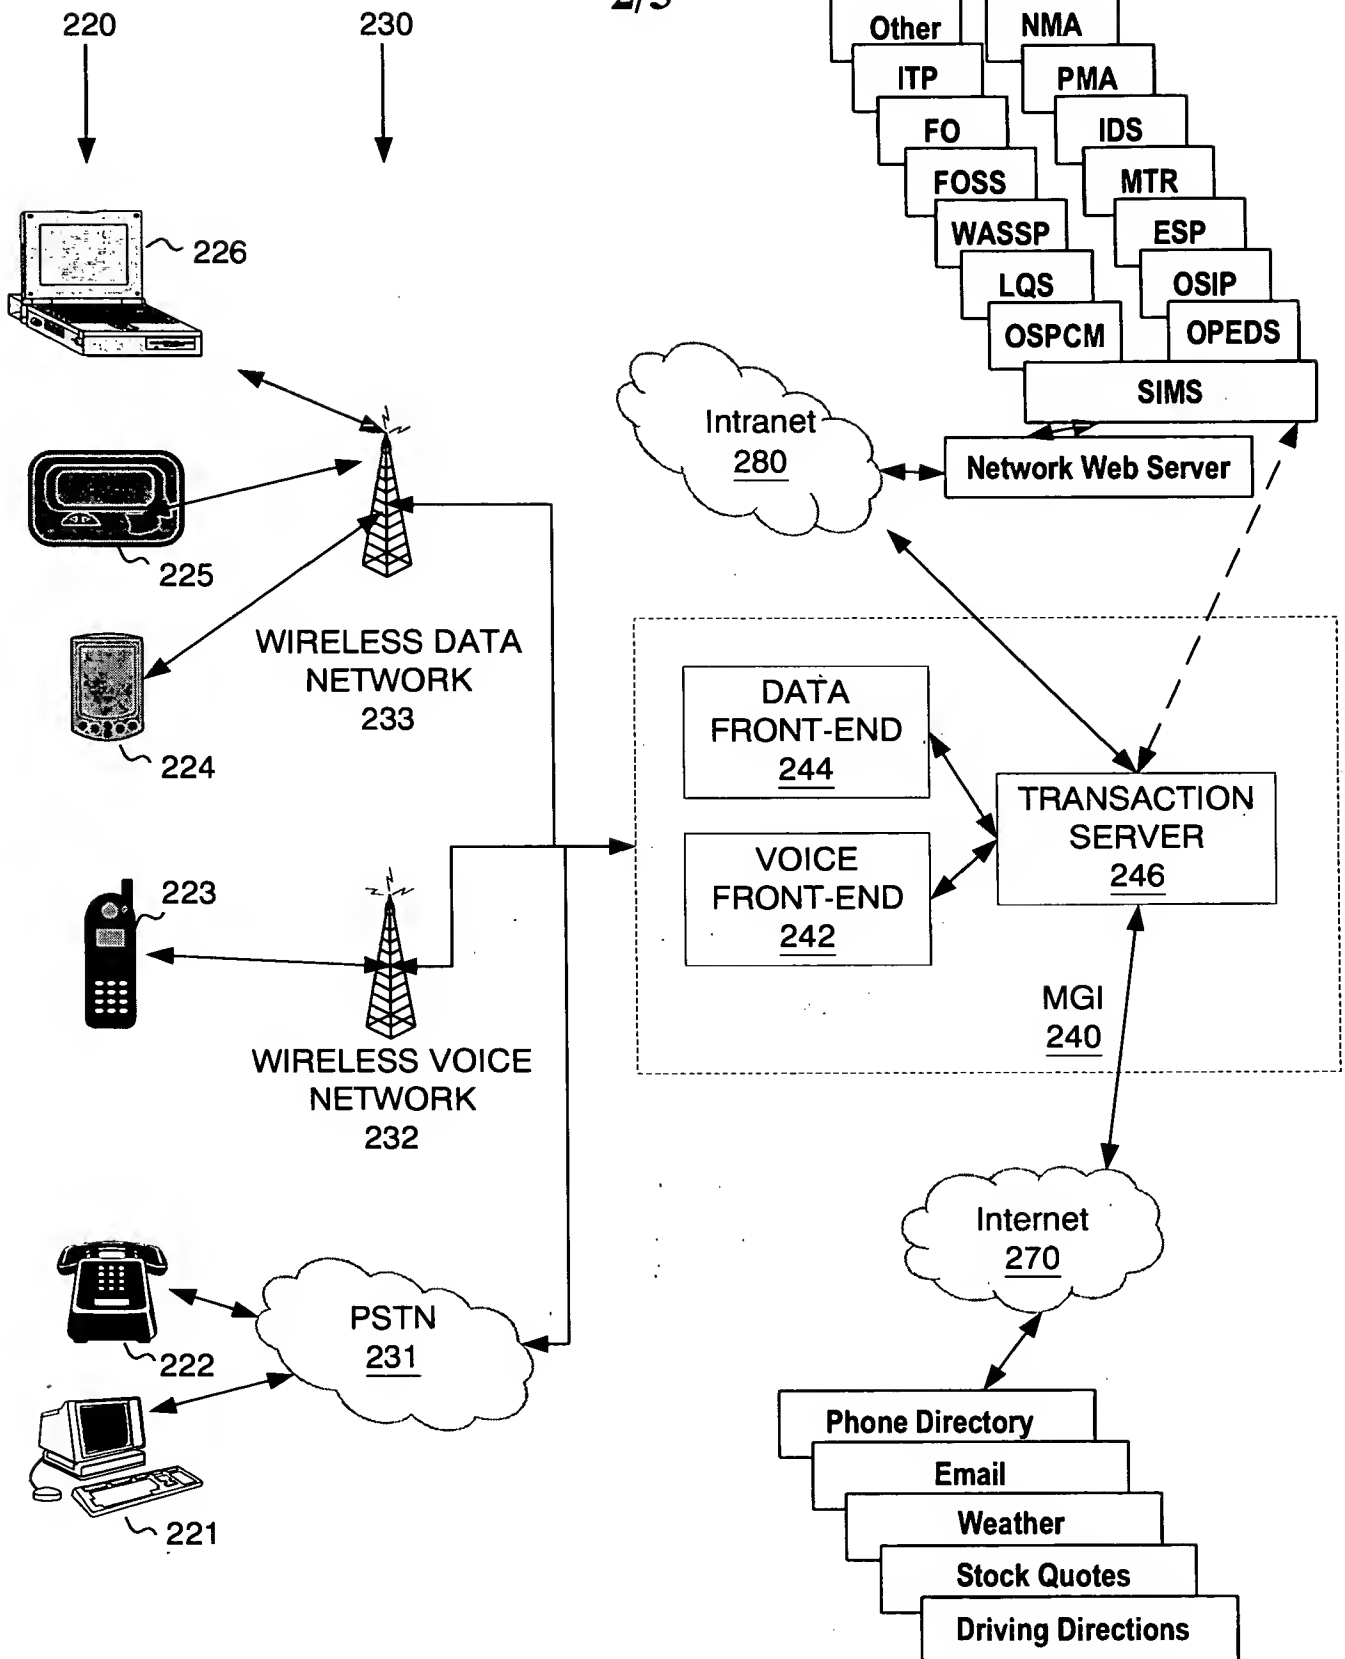 2/3
220
230
Other
NMA
ITP
PMA
FO
IDS
FOSS
MTR
WASSP
ESP
LQS
OSIP
OSPCM
OPEDS
SIMS
226
Intranet
280
Network Web Server
225
WIRELESS DATA
NETWORK
233
224
DATA
FRONT-END
244
TRANSACTION
SERVER
246
VOICE
FRONT-END
242
223
MGI
240
WIRELESS VOICE
NETWORK
232
Internet
270
PSTN
231
222
221
Phone Directory
Email
Weather
Stock Quotes
Driving Directions